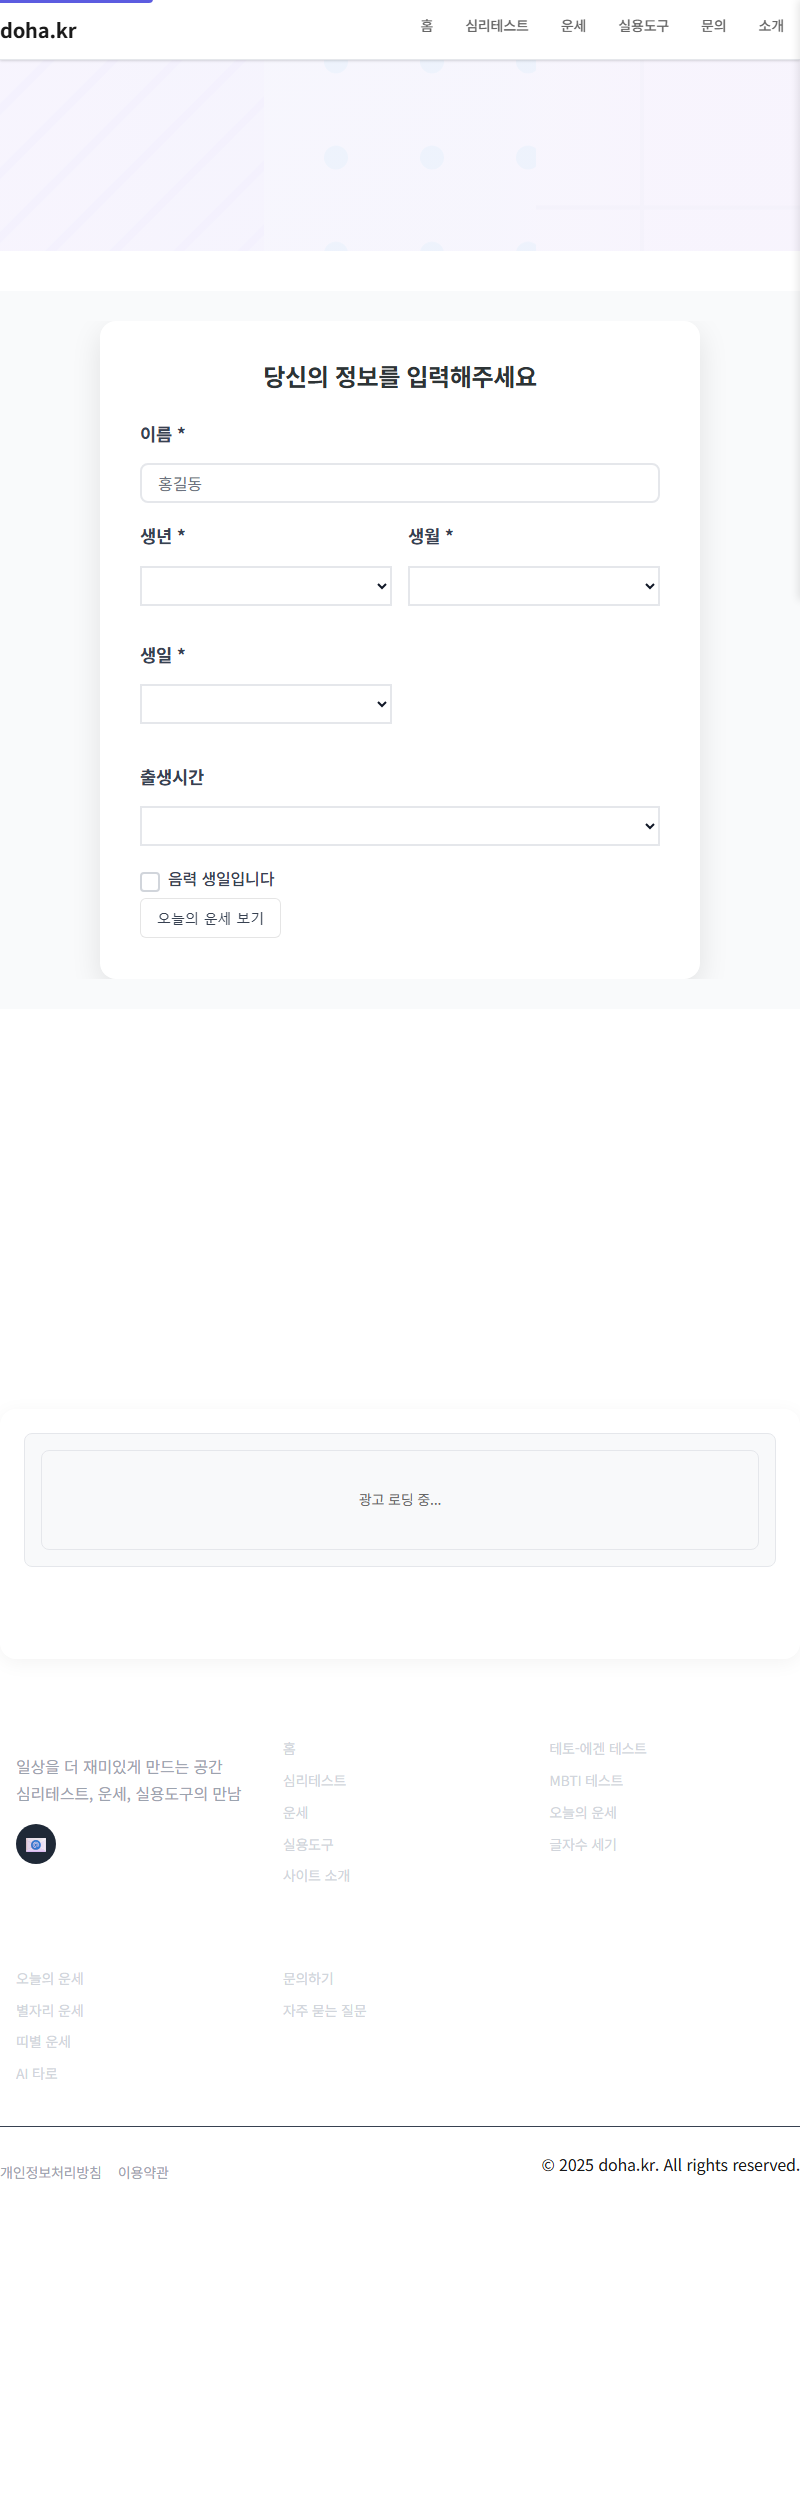 doha.kr
홈 심리테스트 운세 실용도구 문의 소개
당신의 정보를 입력해주세요
이름 *
홍길동
생년 * 생월 *
생일 *
출생시간
음력 생일입니다
오늘의 운세 보기
광고 로딩 중...
일상을 더 재미있게 만드는 공간
심리테스트, 운세, 실용도구의 만남
홈
심리테스트
운세
실용도구
사이트 소개
테토-에겐 테스트
MBTI 테스트
오늘의 운세
글자수 세기
오늘의 운세
별자리 운세
띠별 운세
AI 타로
문의하기
자주 묻는 질문
개인정보처리방침 이용약관
© 2025 doha.kr. All rights reserved.